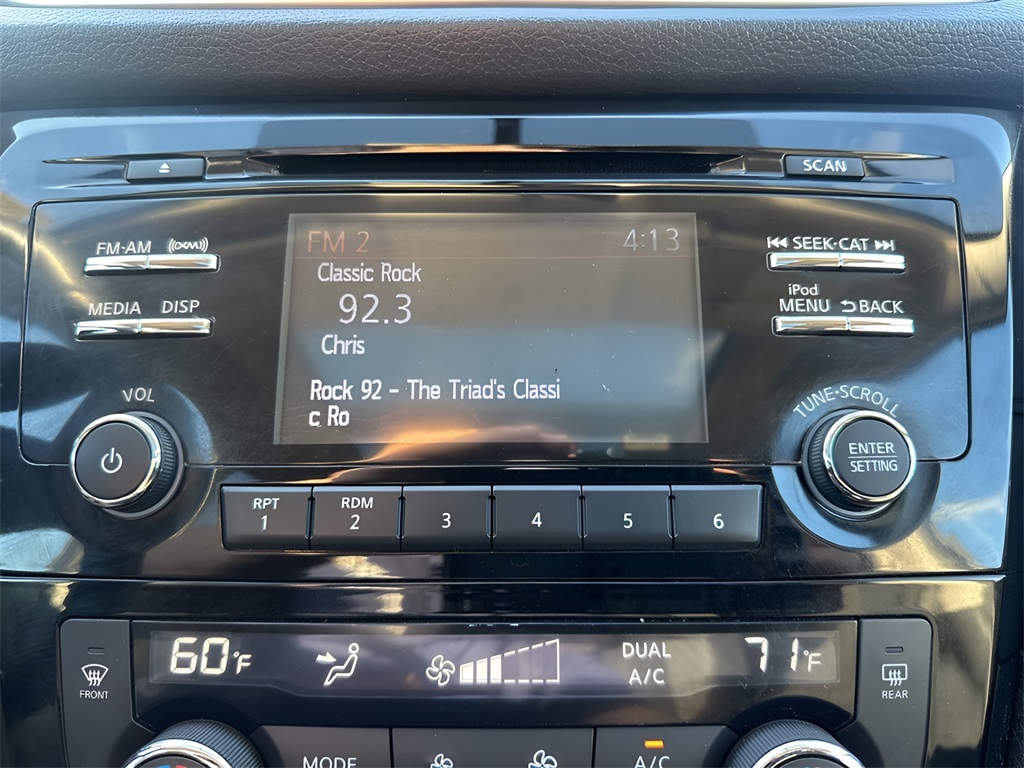 SCAN
FM·AM ((XM))
SEEK·CAT
FM 2 4:13
Classic Rock
92.3
Chris
Rock 92 - The Triad's Classi
c Ro
MEDIA DISP
iPod
MENU BACK
VOL
TUNE·SCROLL
ENTER
SETTING
RPT
1
RDM
2
3
4
5
6
FRONT
60°F
DUAL
A/C
71°F
REAR
MODE
A/C